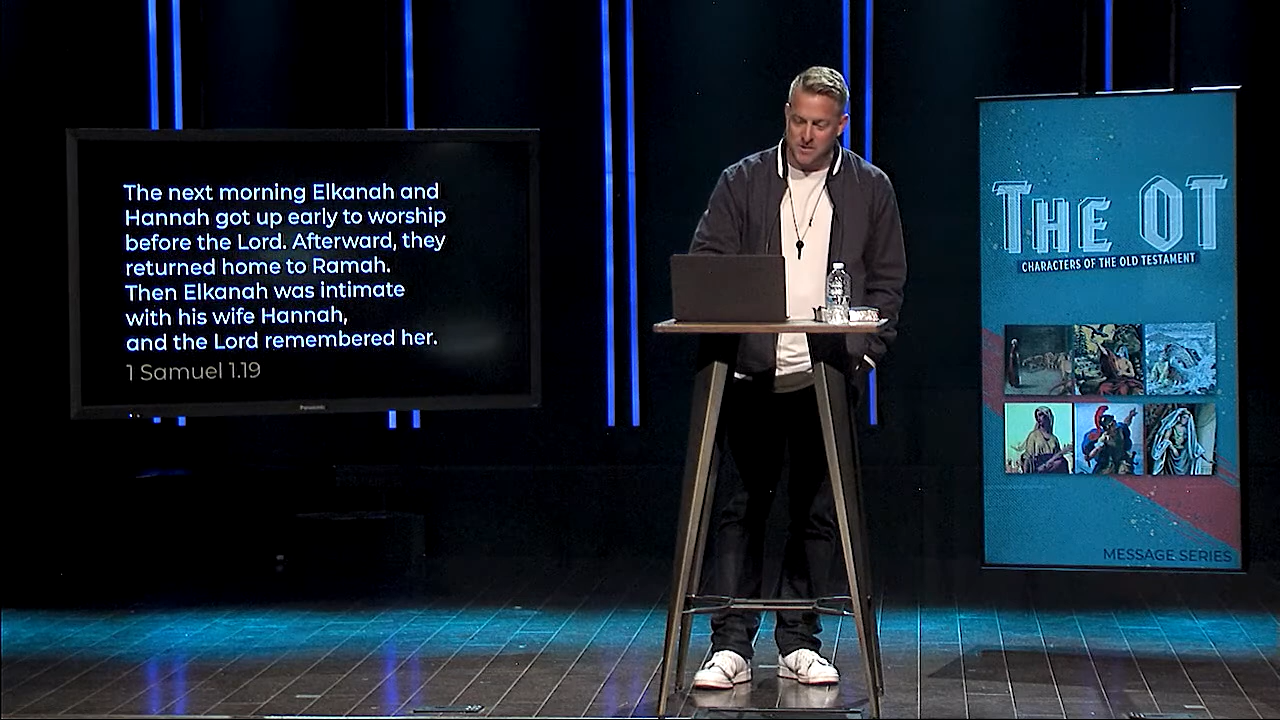 The next morning Elkanah and
Hannah got up early to worship
before the Lord. Afterward, they
returned home to Ramah.
Then Elkanah was intimate
with his wife Hannah,
and the Lord remembered her.
1 Samuel 1.19
Panasonic
THE OT
CHARACTERS OF THE OLD TESTAMENT
MESSAGE SERIES